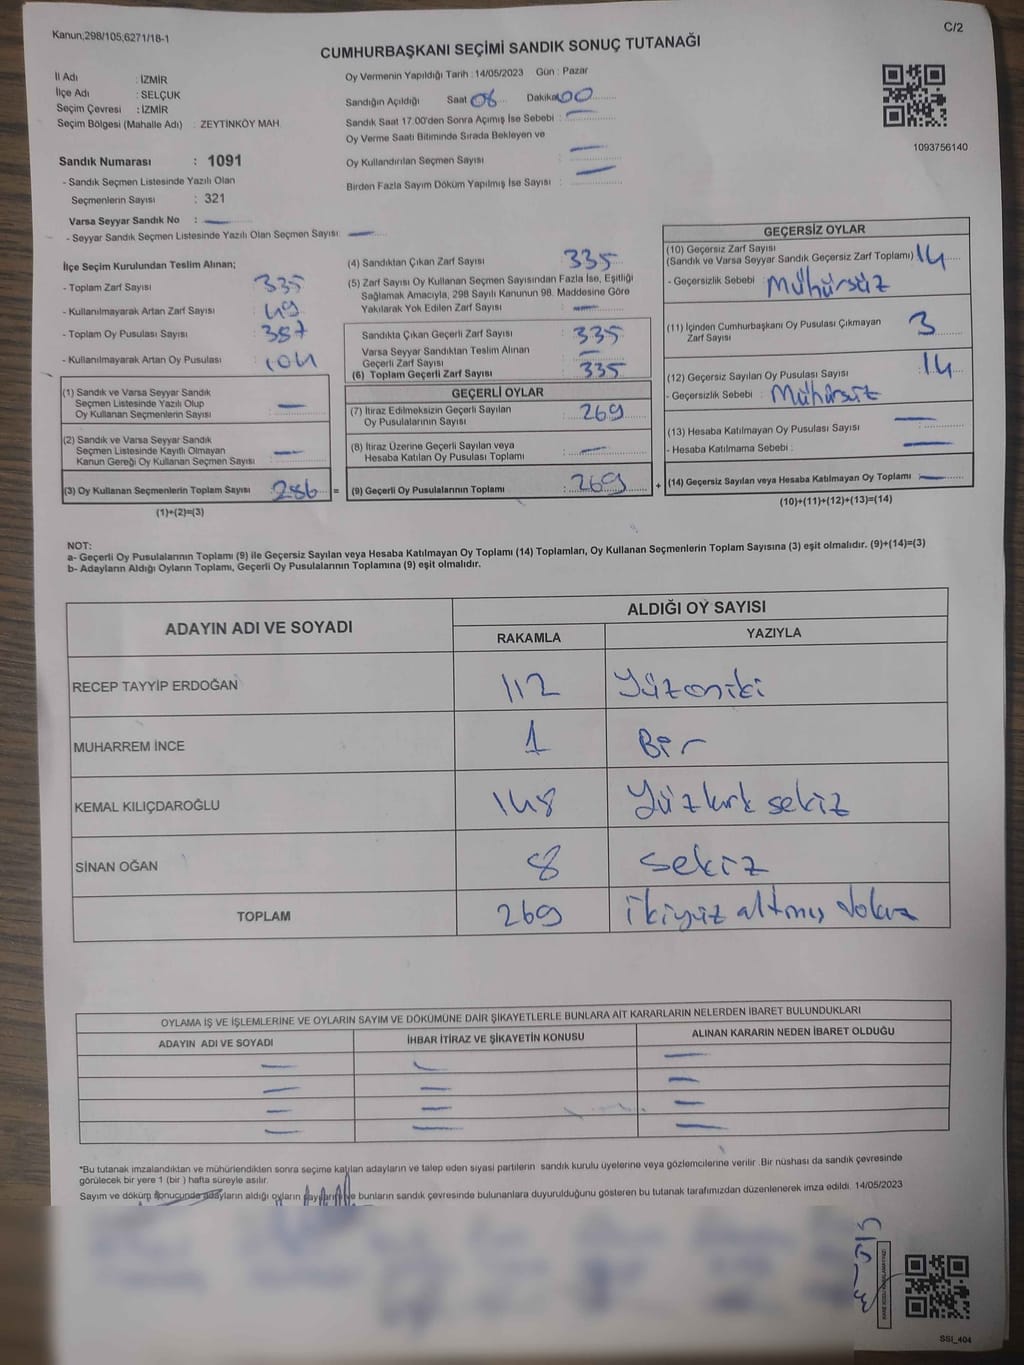 Kanun;298/105;6271/18-1
C/2
CUMHURBAŞKANI SEÇİMİ SANDIK SONUÇ TUTANAĞI
İl Adı : İZMİR
İlçe Adı : SELÇUK
Seçim Çevresi : İZMİR
Seçim Bölgesi (Mahalle Adı) : ZEYTİNKÖY MAH.
Sandık Numarası : 1091
- Sandık Seçmen Listesinde Yazılı Olan
Seçmenlerin Sayısı : 321
Varsa Seyyar Sandık No : —
- Seyyar Sandık Seçmen Listesinde Yazılı Olan Seçmen Sayısı: —
Oy Vermenin Yapıldığı Tarih : 14/05/2023 Gün : Pazar
Sandığın Açıldığı Saat 08 Dakika 00
Sandık Saat 17:00'den Sonra Açımış İse Sebebi : —
Oy Verme Saati Bitiminde Sırada Bekleyen ve
Oy Kullandırılan Seçmen Sayısı : —
Birden Fazla Sayım Döküm Yapılmış İse Sayısı : —
1093756140
İlçe Seçim Kurulundan Teslim Alınan;
- Toplam Zarf Sayısı : 335
- Kullanılmayarak Artan Zarf Sayısı : 49
- Toplam Oy Pusulası Sayısı : 387
- Kullanılmayarak Artan Oy Pusulası : 104
(1) Sandık ve Varsa Seyyar Sandık
Seçmen Listesinde Yazılı Olup
Oy Kullanan Seçmenlerin Sayısı : —
(2) Sandık ve Varsa Seyyar Sandık
Seçmen Listesinde Kayıtlı Olmayan
Kanun Gereği Oy Kullanan Seçmen Sayısı : —
(3) Oy Kullanan Seçmenlerin Toplam Sayısı : 286 =
(1)+(2)=(3)
(4) Sandıktan Çıkan Zarf Sayısı : 335
(5) Zarf Sayısı Oy Kullanan Seçmen Sayısından Fazla İse, Eşitliği
Sağlamak Amacıyla, 298 Sayılı Kanunun 98. Maddesine Göre
Yakılarak Yok Edilen Zarf Sayısı : —
Sandıkta Çıkan Geçerli Zarf Sayısı : 335
Varsa Seyyar Sandıktan Teslim Alınan
Geçerli Zarf Sayısı : —
(6) Toplam Geçerli Zarf Sayısı : 335
GEÇERLİ OYLAR
(7) İtiraz Edilmeksizin Geçerli Sayılan
Oy Pusulalarının Sayısı : 269
(8) İtiraz Üzerine Geçerli Sayılan veya
Hesaba Katılan Oy Pusulası Toplamı : —
(9) Geçerli Oy Pusulalarının Toplamı : 269 +
GEÇERSİZ OYLAR
(10) Geçersiz Zarf Sayısı
(Sandık ve Varsa Seyyar Sandık Geçersiz Zarf Toplamı) : 14
- Geçersizlik Sebebi : Mühürsüz
(11) İçinden Cumhurbaşkanı Oy Pusulası Çıkmayan
Zarf Sayısı : 3
(12) Geçersiz Sayılan Oy Pusulası Sayısı : 14
- Geçersizlik Sebebi : Mühürsüz
(13) Hesaba Katılmayan Oy Pusulası Sayısı : —
- Hesaba Katılmama Sebebi : —
(14) Geçersiz Sayılan veya Hesaba Katılmayan Oy Toplamı : —
(10)+(11)+(12)+(13)=(14)
NOT:
a- Geçerli Oy Pusulalarının Toplamı (9) ile Geçersiz Sayılan veya Hesaba Katılmayan Oy Toplamı (14) Toplamları, Oy Kullanan Seçmenlerin Toplam Sayısına (3) eşit olmalıdır. (9)+(14)=(3)
b- Adayların Aldığı Oyların Toplamı, Geçerli Oy Pusulalarının Toplamına (9) eşit olmalıdır.
ADAYIN ADI VE SOYADI
ALDIĞI OY SAYISI
RAKAMLA YAZIYLA
RECEP TAYYİP ERDOĞAN 112 Yüzoniki
MUHARREM İNCE 1 Bir
KEMAL KILIÇDAROĞLU 148 Yüzkırk sekiz
SİNAN OĞAN 8 sekiz
TOPLAM 269 ikiyüz altmış dokuz
OYLAMA İŞ VE İŞLEMLERİNE VE OYLARIN SAYIM VE DÖKÜMÜNE DAİR ŞİKAYETLERLE BUNLARA AİT KARARLARIN NELERDEN İBARET BULUNDUKLARI
ADAYIN ADI VE SOYADI İHBAR İTİRAZ VE ŞİKAYETİN KONUSU ALINAN KARARIN NEDEN İBARET OLDUĞU
— — —
— — —
— — —
— — —
*Bu tutanak imzalandıktan ve mühürlendikten sonra seçime katılan adayların ve talep eden siyasi partilerin sandık kurulu üyelerine veya gözlemcilerine verilir. Bir nüshası da sandık çevresinde
görülecek bir yere 1 (bir) hafta süreyle asılır.
Sayım ve döküm sonucunda adayların aldığı oyların sayılarını ve bunların sandık çevresinde bulunanlara duyurulduğunu gösteren bu tutanak tarafımızdan düzenlenerek imza edildi. 14/05/2023
SSI_404